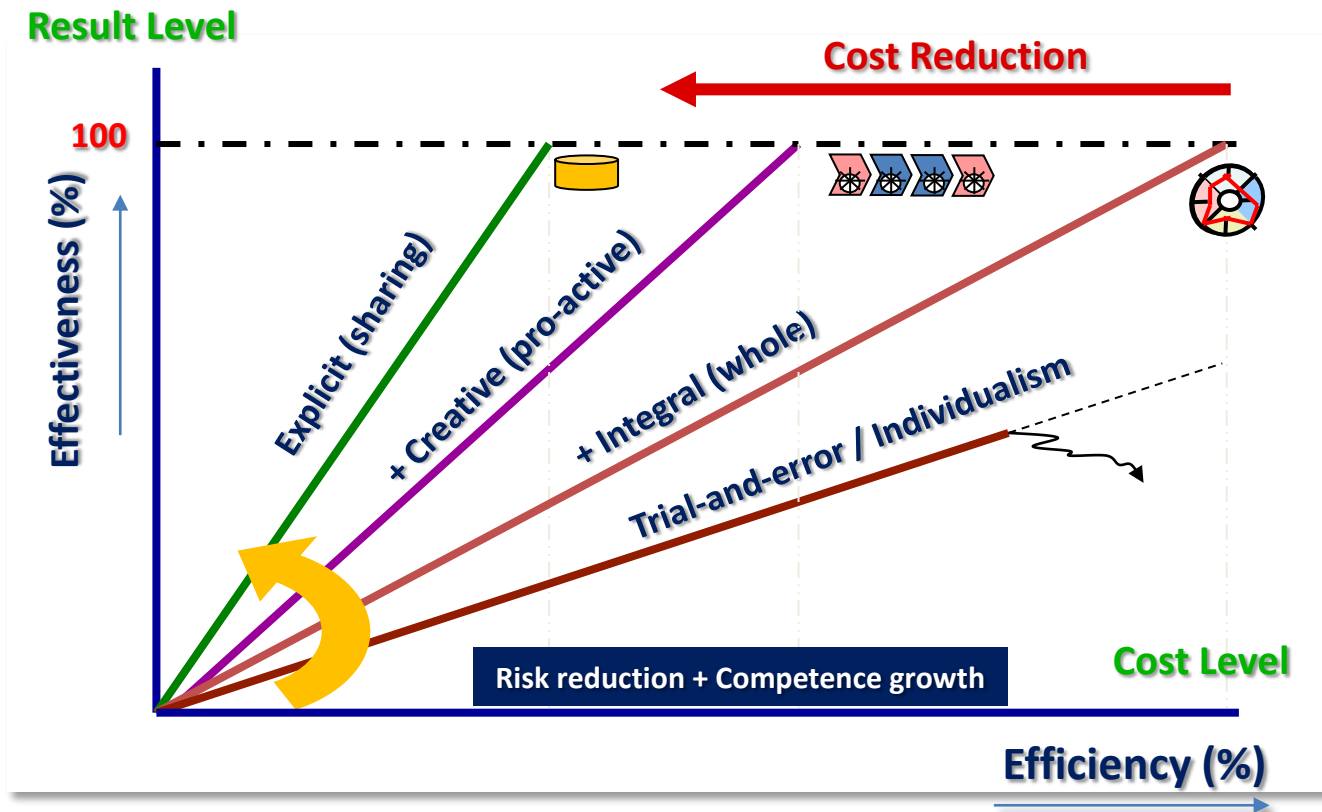 Result Level
Cost Reduction
100
Effectiveness (%)
Explicit (sharing)
+ Creative (pro-active)
+ Integral (whole)
Trial-and-error / Individualism
Risk reduction + Competence growth
Cost Level
Efficiency (%)